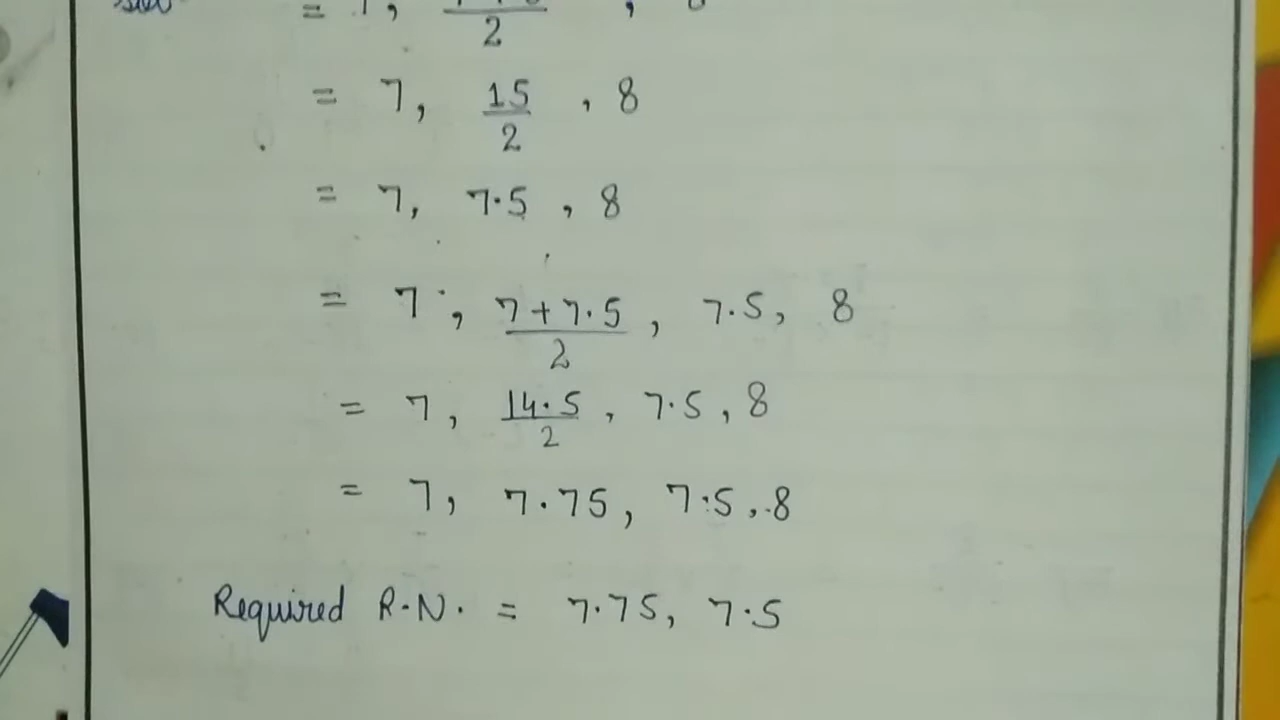 = 7, 15/2 , 8
= 7, 7.5 , 8
= 7 , 7+7.5/2 , 7.5, 8
= 7, 14.5/2 , 7.5, 8
= 7, 7.75, 7.5, 8
Required R.N. = 7.75, 7.5